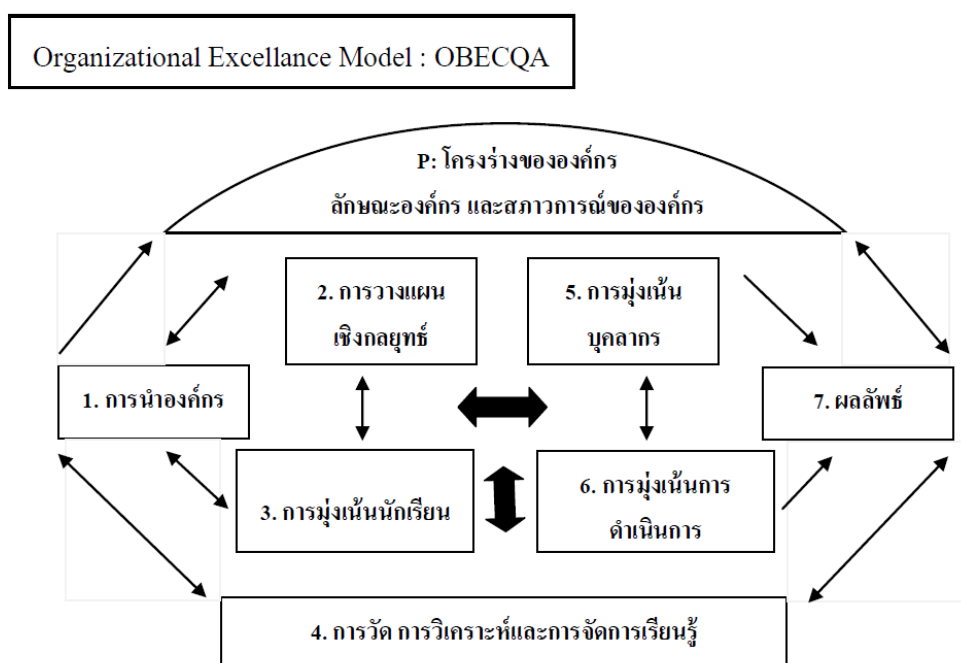 Organizational Excellance Model : OBECQA
P: โครงร่างขององค์กร
ลักษณะองค์กร และสภาวการณ์ขององค์กร
2. การวางแผน
เชิงกลยุทธ์
5. การมุ่งเน้น
บุคลากร
1. การนำองค์กร
7. ผลลัพธ์
3. การมุ่งเน้นนักเรียน
6. การมุ่งเน้นการ
ดำเนินการ
4. การวัด การวิเคราะห์และการจัดการเรียนรู้